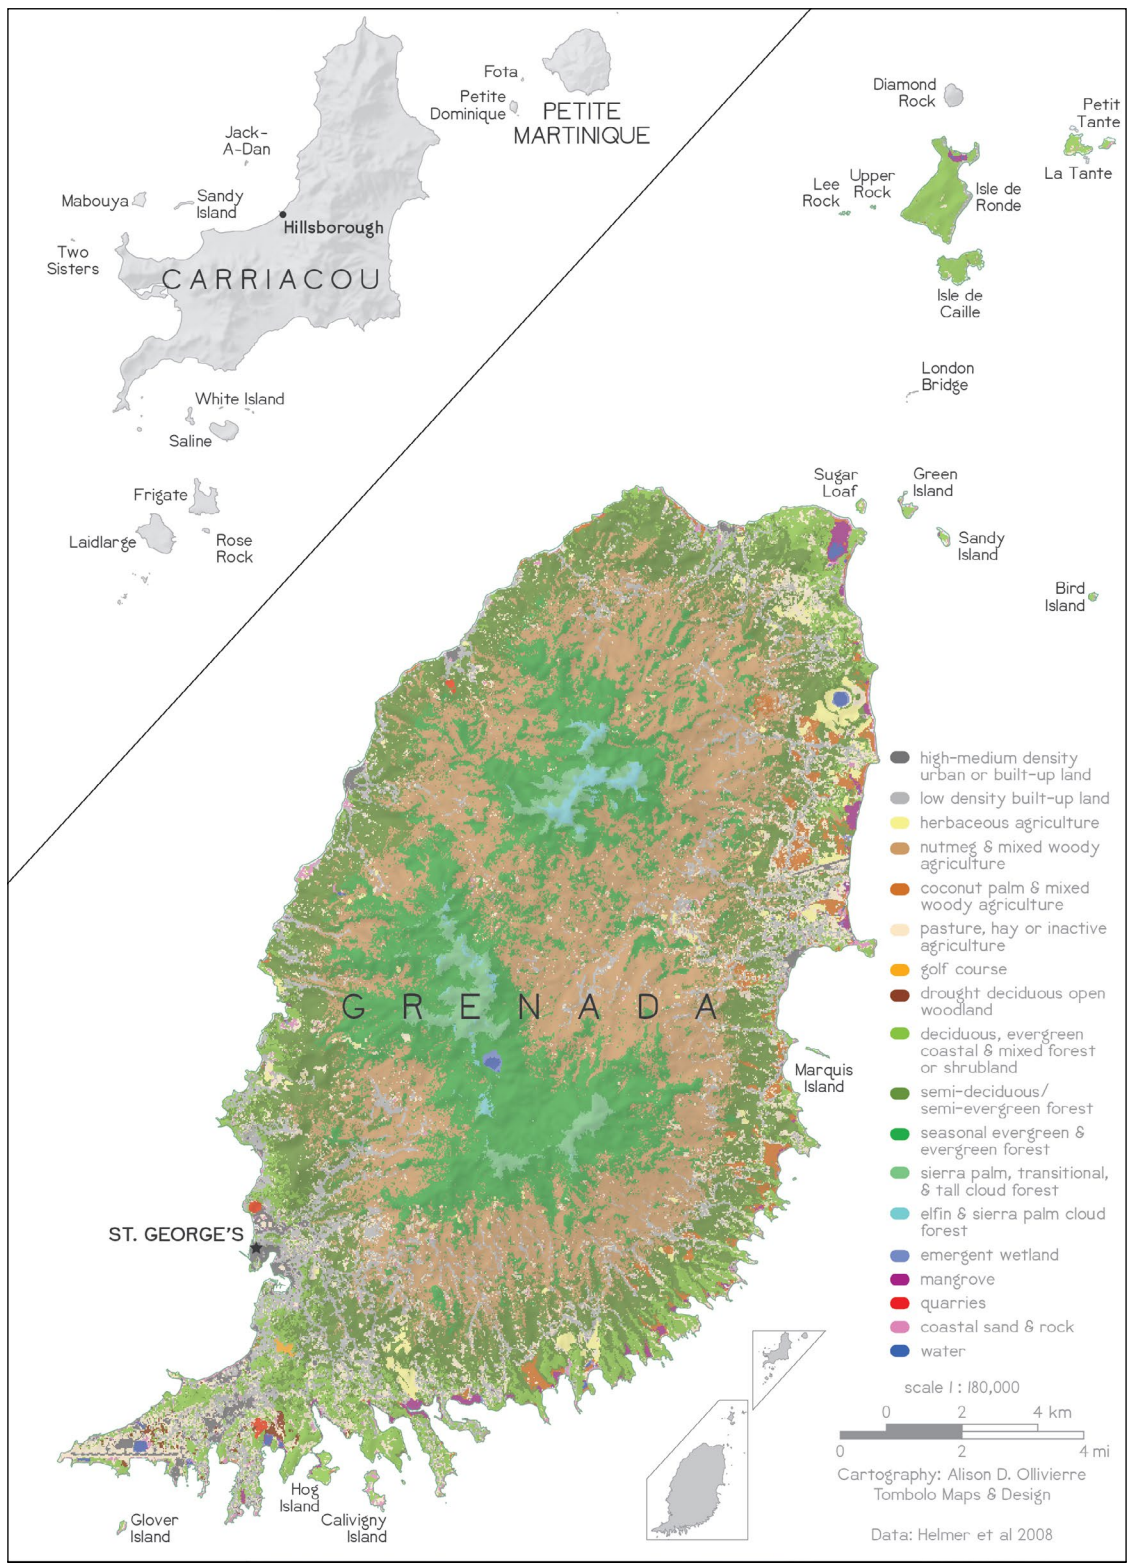 Fota
Petite
Dominique
PETITE
MARTINIQUE
Jack-
A-Dan
Mabouya
Sandy
Island
Hillsborough
Two
Sisters
CARRIACOU
White Island
Saline
Frigate
Laidlarge
Rose
Rock
Diamond
Rock
Petit
Tante
La Tante
Upper
Rock
Lee
Rock
Isle de
Ronde
Isle de
Caille
London
Bridge
Sugar
Loaf
Green
Island
Sandy
Island
Bird
Island
GRENADA
Marquis
Island
ST. GEORGE'S
Hog
Island
Calivigny
Island
Glover
Island
high-medium density
urban or built-up land
low density built-up land
herbaceous agriculture
nutmeg & mixed woody
agriculture
coconut palm & mixed
woody agriculture
pasture, hay or inactive
agriculture
golf course
drought deciduous open
woodland
deciduous, evergreen
coastal & mixed forest
or shrubland
semi-deciduous/
semi-evergreen forest
seasonal evergreen &
evergreen forest
sierra palm, transitional,
& tall cloud forest
elfin & sierra palm cloud
forest
emergent wetland
mangrove
quarries
coastal sand & rock
water
scale 1 : 180,000
0 2 4 km
0 2 4 mi
Cartography: Alison D. Ollivierre
Tombolo Maps & Design
Data: Helmer et al 2008